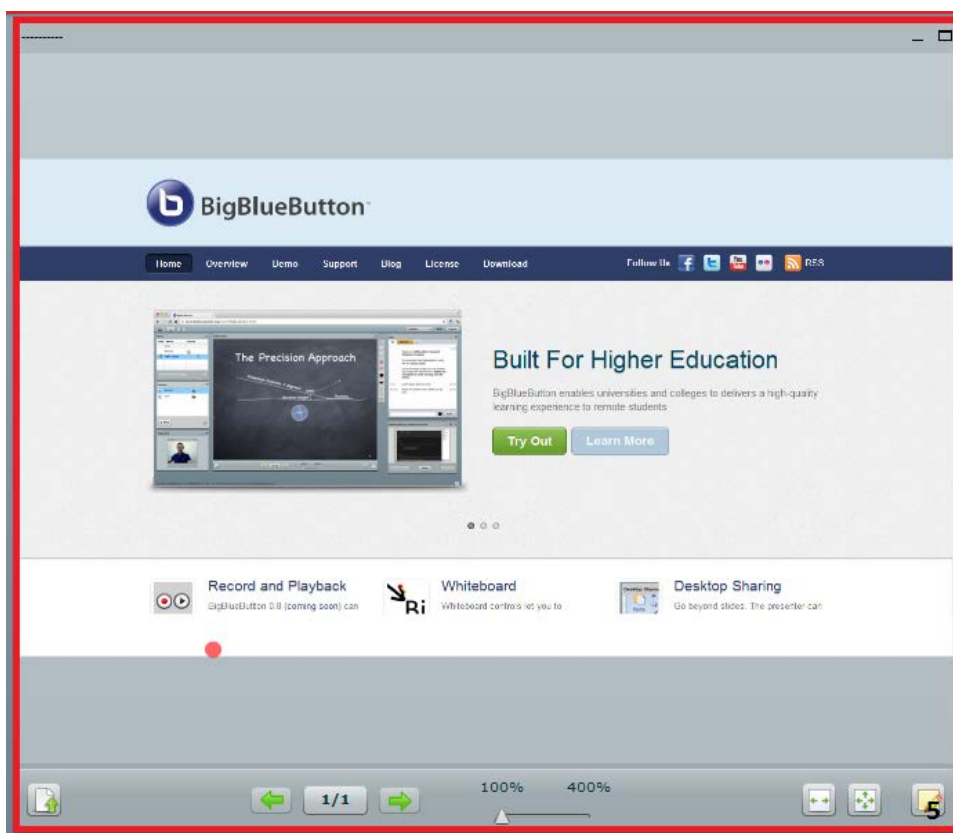 ----------
BigBlueButton™
Home Overview Demo Support Blog License Download Follow Us RSS
The Precision Approach
Built For Higher Education
BigBlueButton enables universities and colleges to delivers a high-quality
learning experience to remote students
Try Out Learn More
Record and Playback
BigBlueButton 0.8 (coming soon) can
Whiteboard
Whiteboard controls let you to
Desktop Sharing
Go beyond slides. The presenter can
Ri
1/1
100% 400%
5